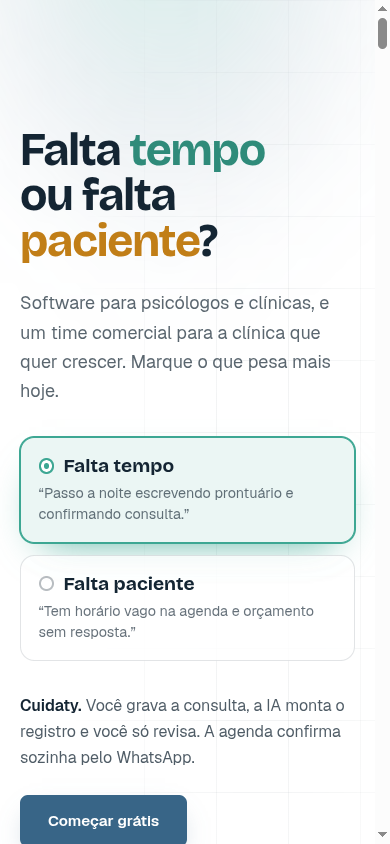 Falta tempo
ou falta
paciente?
Software para psicólogos e clínicas, e
um time comercial para a clínica que
quer crescer. Marque o que pesa mais
hoje.
Falta tempo
“Passo a noite escrevendo prontuário e
confirmando consulta.”
Falta paciente
“Tem horário vago na agenda e orçamento
sem resposta.”
Cuidaty. Você grava a consulta, a IA monta o
registro e você só revisa. A agenda confirma
sozinha pelo WhatsApp.
Começar grátis